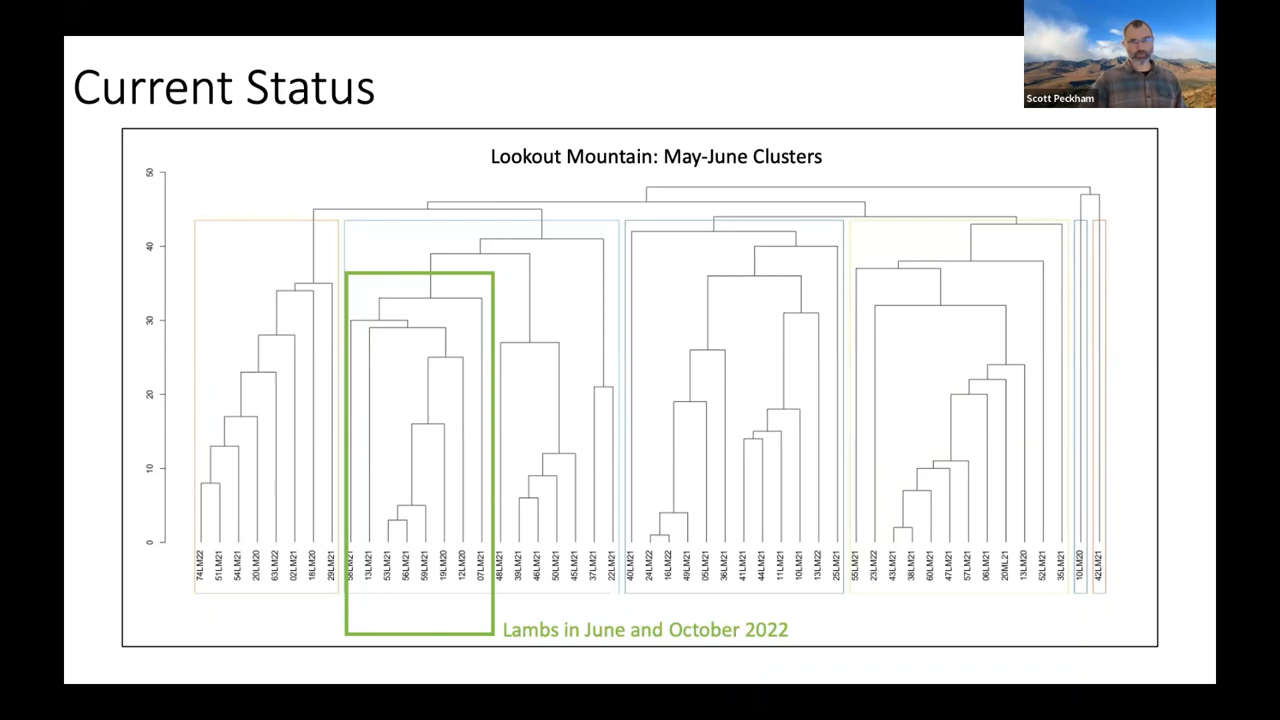 Current Status
Scott Peckham
Lookout Mountain: May-June Clusters
50
40
30
20
10
0
74LM22
51LM21
54LM21
20LM20
63LM22
02LM21
18LM20
29LM21
13LM21
53LM21
56LM21
59LM21
19LM20
12LM20
07LM21
48LM21
39LM21
46LM21
50LM21
45LM21
37LM21
22LM21
40LM21
24LM22
16LM22
49LM21
05LM21
36LM21
41LM21
44LM21
11LM21
10LM21
13LM22
25LM21
55LM21
23LM22
43LM21
38LM21
60LM21
47LM21
57LM21
06LM21
20MLL21
13LM20
52LM21
35LM21
10LM20
42LM21
Lambs in June and October 2022